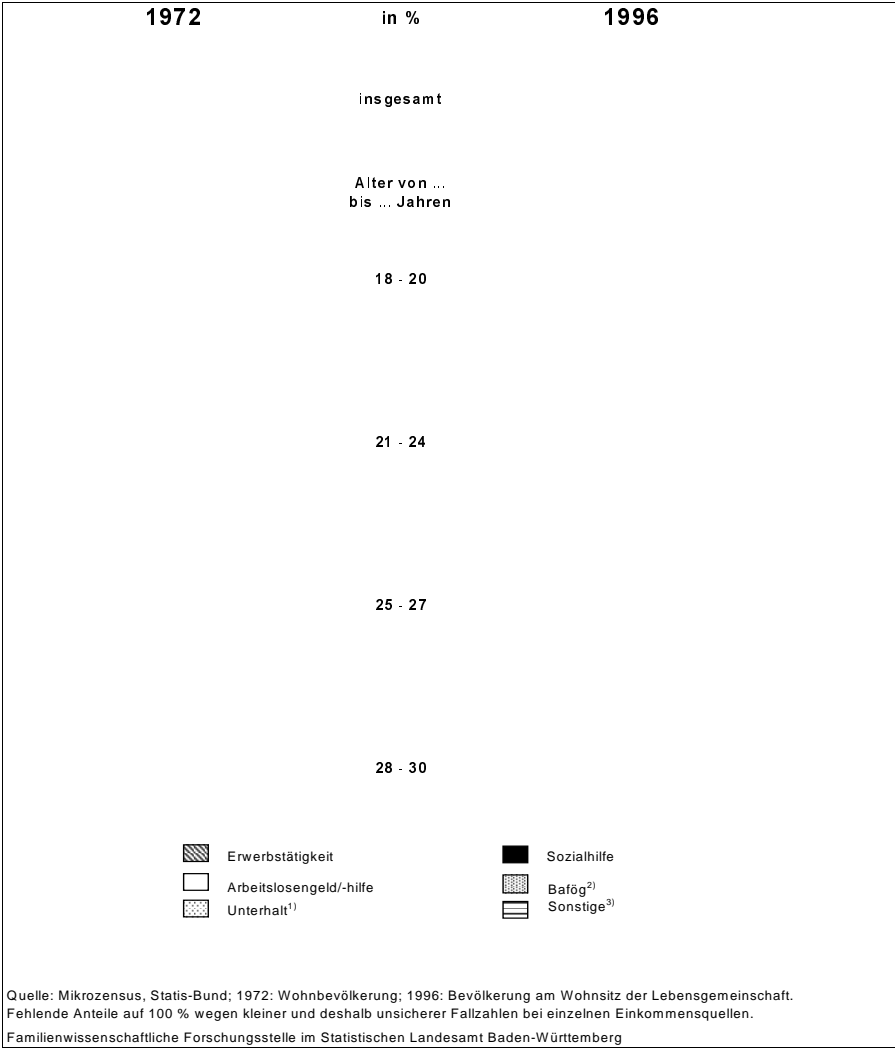 1972 in % 1996
insgesamt
Alter von ...
bis ... Jahren
18 - 20
21 - 24
25 - 27
28 - 30
Erwerbstätigkeit Sozialhilfe
Arbeitslosengeld/-hilfe Bafög2)
Unterhalt1) Sonstige3)
Quelle: Mikrozensus, Statis-Bund; 1972: Wohnbevölkerung; 1996: Bevölkerung am Wohnsitz der Lebensgemeinschaft.
Fehlende Anteile auf 100 % wegen kleiner und deshalb unsicherer Fallzahlen bei einzelnen Einkommensquellen.
Familienwissenschaftliche Forschungsstelle im Statistischen Landesamt Baden-Württemberg